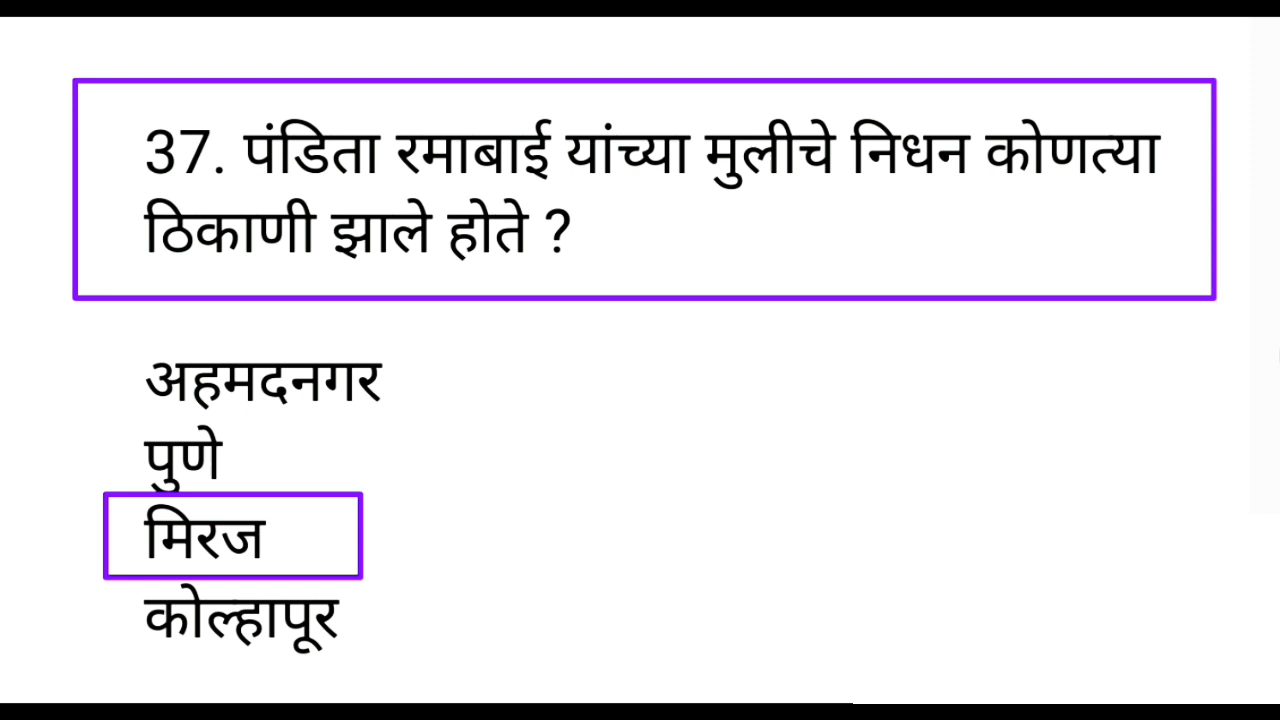 37. पंडिता रमाबाई यांच्या मुलीचे निधन कोणत्या
ठिकाणी झाले होते ?
अहमदनगर
पुणे
मिरज
कोल्हापूर